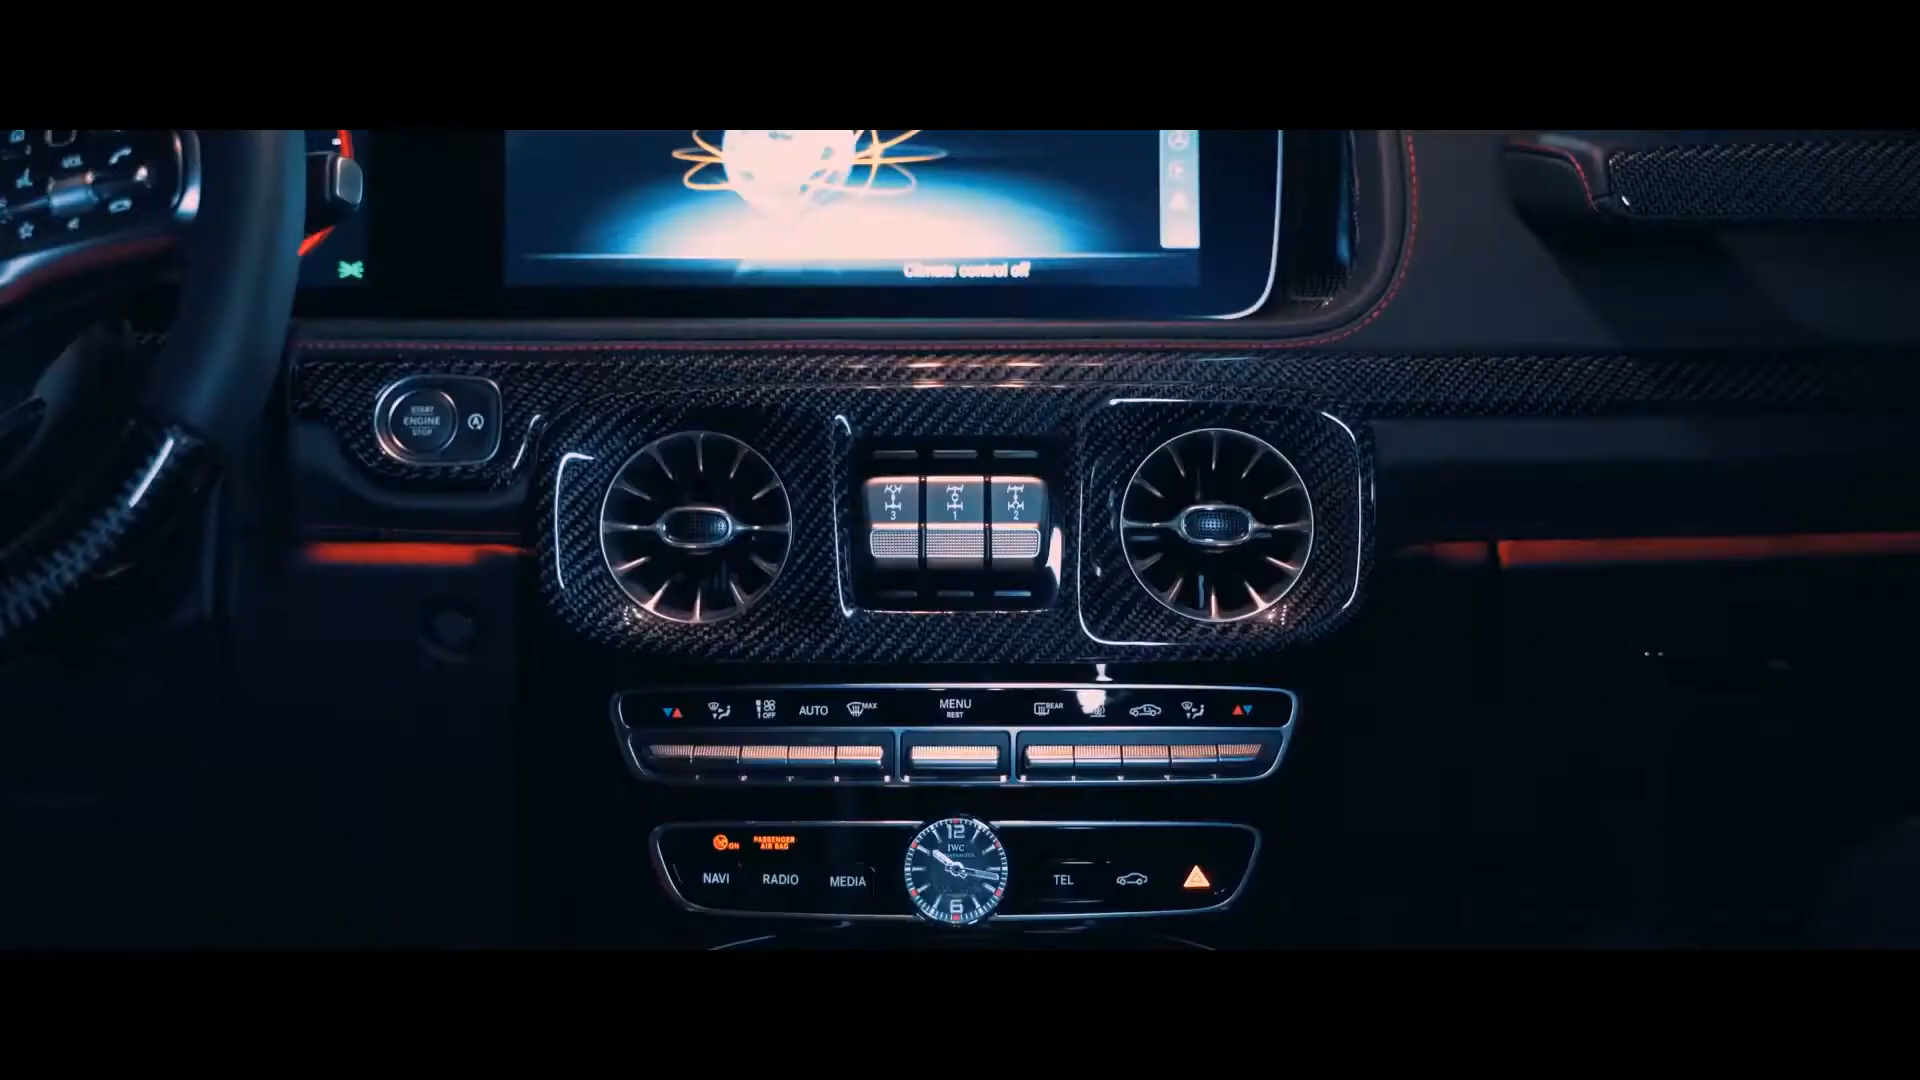 VOL
Climate control off
START
ENGINE
STOP
A
3
1
2
OFF
AUTO
MAX
MENU
REST
REAR
ON
PASSENGER
AIR BAG
12
IWC
6
NAVI
RADIO
MEDIA
TEL